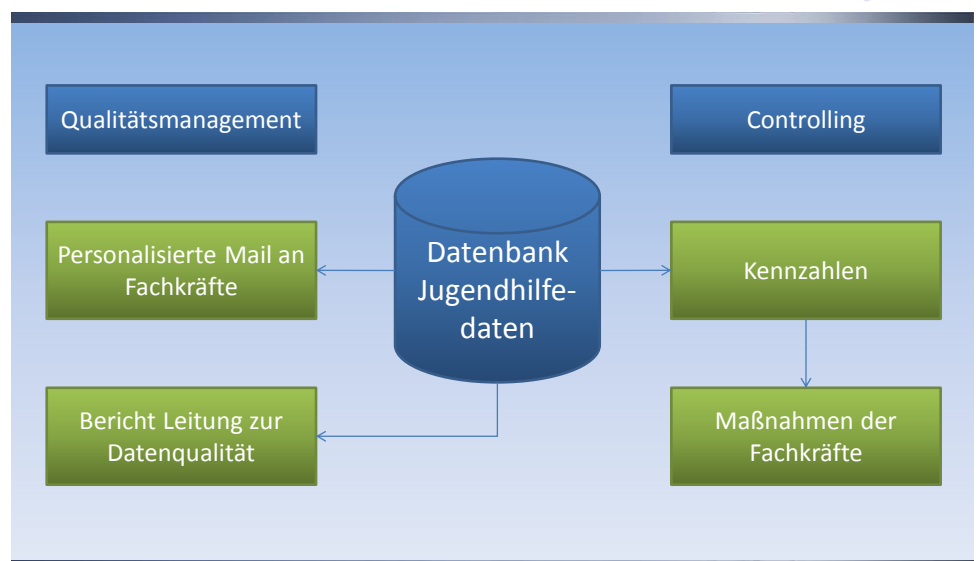 Qualitätsmanagement
Controlling
Personalisierte Mail an
Fachkräfte
Datenbank
Jugendhilfe-
daten
Kennzahlen
Bericht Leitung zur
Datenqualität
Maßnahmen der
Fachkräfte